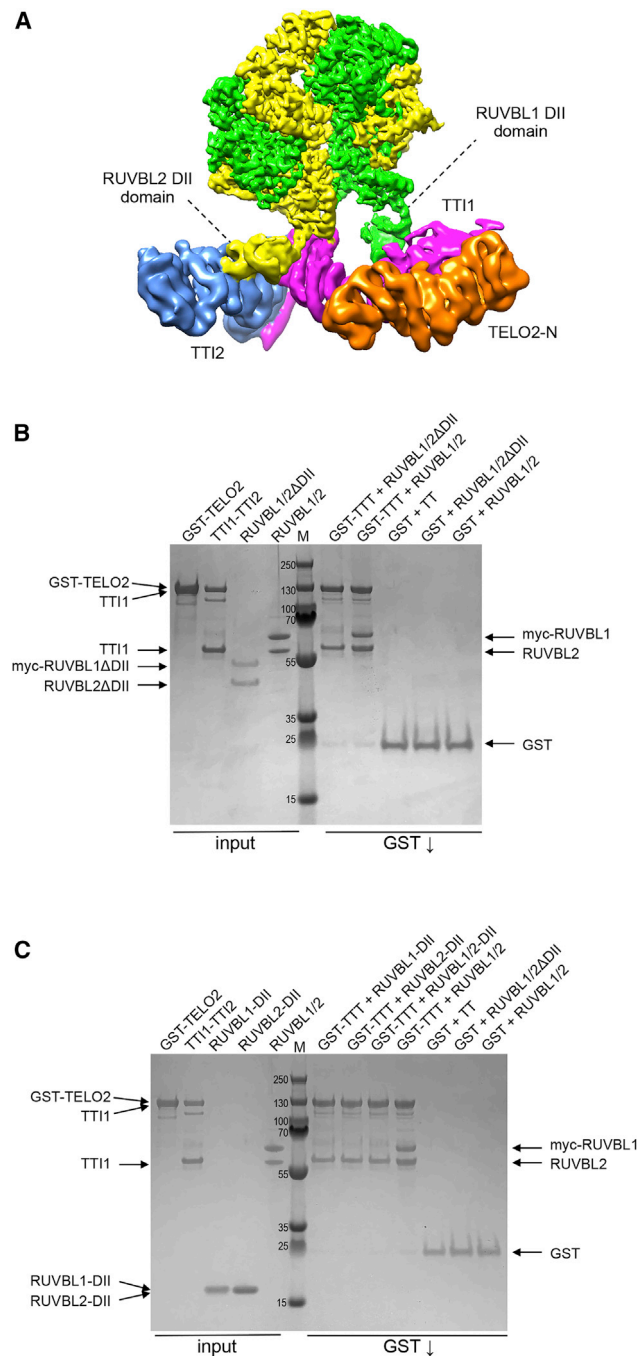 A
RUVBL1 DII
domain
RUVBL2 DII
domain
TTI1
TTI2
TELO2-N
B
GST-TELO2
TTI1-TTI2
RUVBL1/2ΔDII
RUVBL1/2
M
GST-TTT + RUVBL1/2ΔDII
GST-TTT + RUVBL1/2
GST + TT
GST + RUVBL1/2ΔDII
GST + RUVBL1/2
GST-TELO2
TTI1
TTI1
myc-RUVBL1ΔDII
RUVBL2ΔDII
250
130
100
70
55
35
25
15
myc-RUVBL1
RUVBL2
GST
input
GST ↓
C
GST-TELO2
TTI1-TTI2
RUVBL1-DII
RUVBL2-DII
RUVBL1/2
M
GST-TTT + RUVBL1-DII
GST-TTT + RUVBL2-DII
GST-TTT + RUVBL1/2-DII
GST-TTT + RUVBL1/2
GST + TT
GST + RUVBL1/2ΔDII
GST + RUVBL1/2
GST-TELO2
TTI1
TTI1
RUVBL1-DII
RUVBL2-DII
250
130
100
70
55
35
25
15
myc-RUVBL1
RUVBL2
GST
input
GST ↓